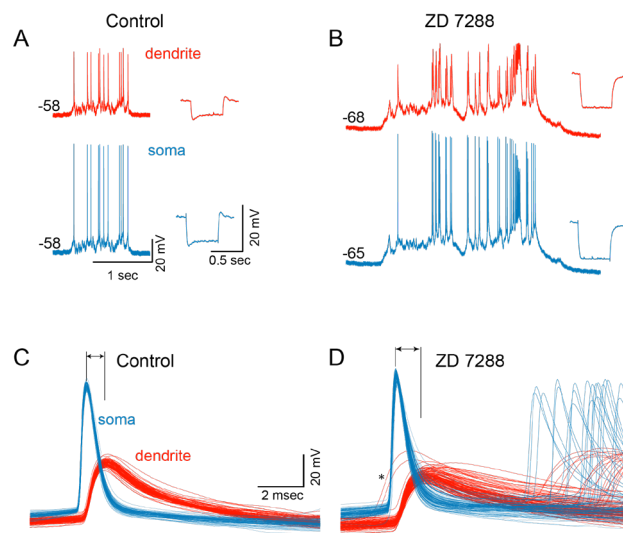 Control
ZD 7288
A
B
dendrite
-58
-68
soma
-58
-65
20 mV
1 sec
20 mV
0.5 sec
C
Control
D
ZD 7288
soma
dendrite
*
20 mV
2 msec